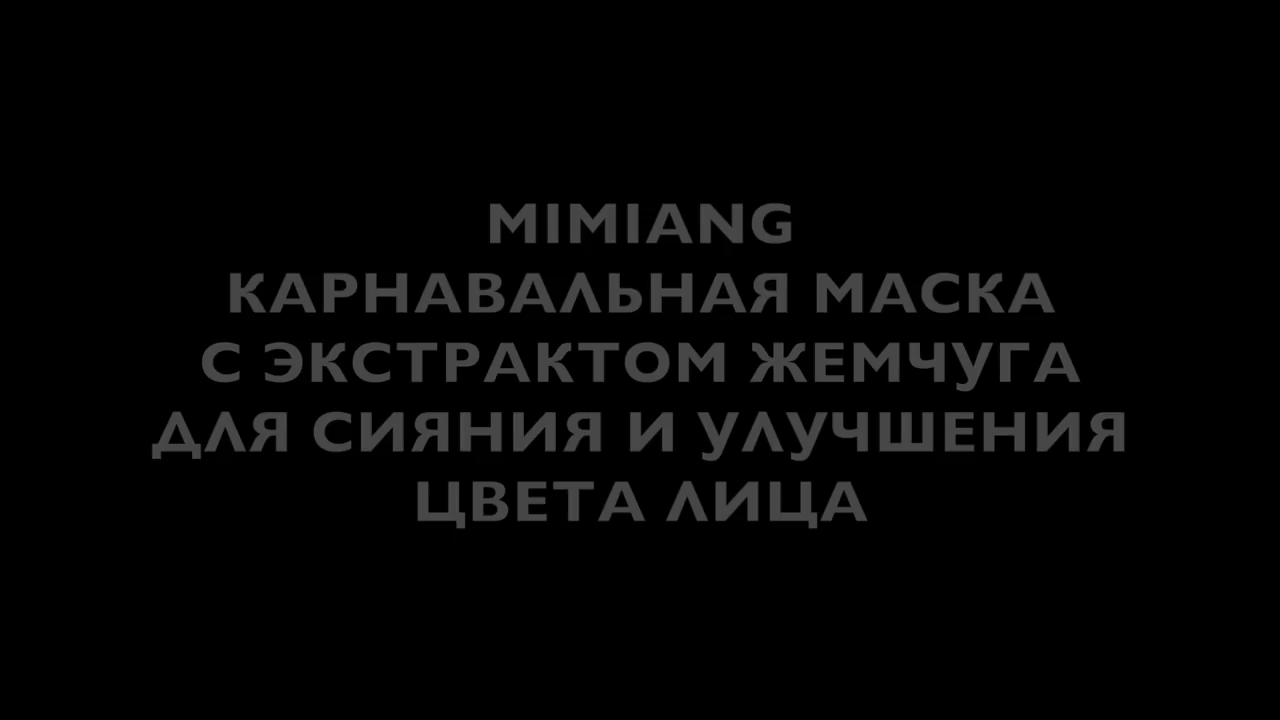 MIMIANG
КАРНАВАЛЬНАЯ МАСКА
С ЭКСТРАКТОМ ЖЕМЧУГА
ДЛЯ СИЯНИЯ И УЛУЧШЕНИЯ
ЦВЕТА ЛИЦА